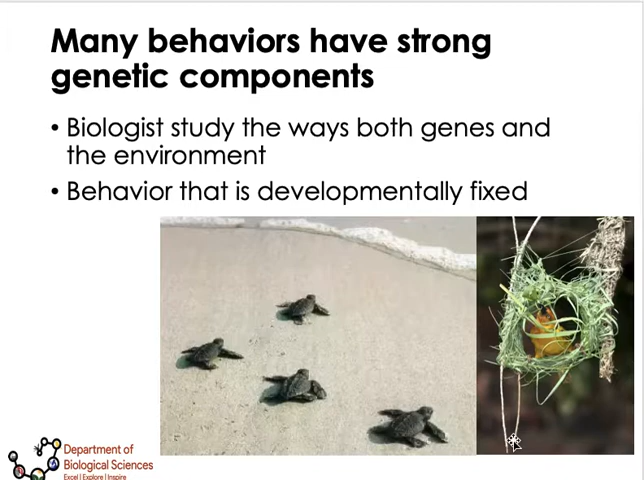 Many behaviors have strong
genetic components
• Biologist study the ways both genes and
the environment
• Behavior that is developmentally fixed
Department of
Biological Sciences
Excel | Explore | Inspire